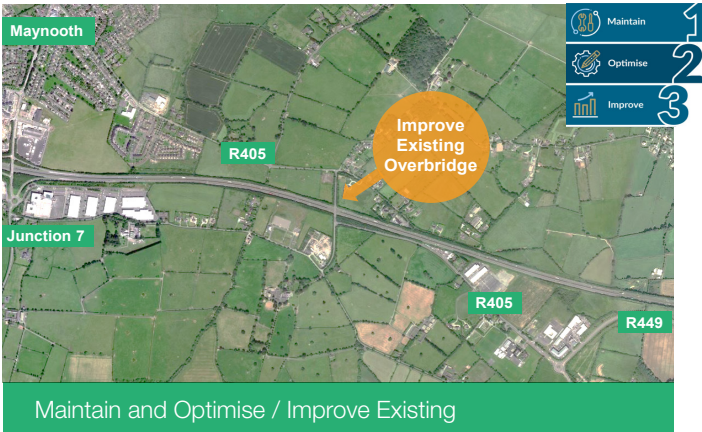 Maynooth
Maintain
1
Optimise
2
Improve
3
Improve
Existing
Overbridge
R405
Junction 7
R405
R449
Maintain and Optimise / Improve Existing